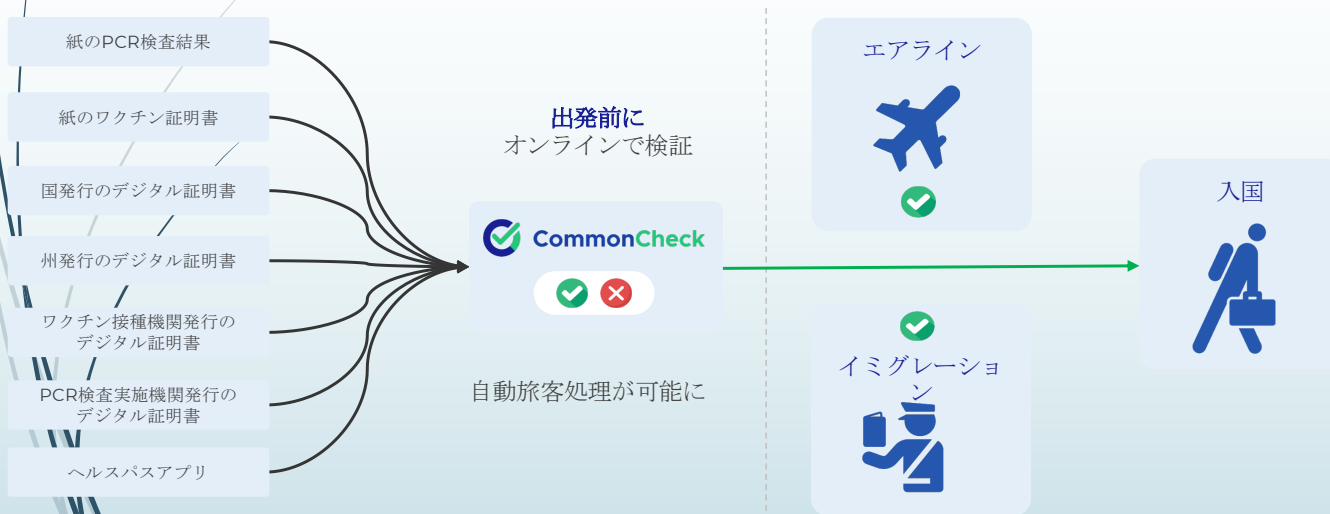 紙のPCR検査結果
紙のワクチン証明書
国発行のデジタル証明書
州発行のデジタル証明書
ワクチン接種機関発行の
デジタル証明書
PCR検査実施機関発行の
デジタル証明書
ヘルスパスアプリ
出発前に
オンラインで検証
CommonCheck
自動旅客処理が可能に
エアライン
イミグレーショ
ン
入国